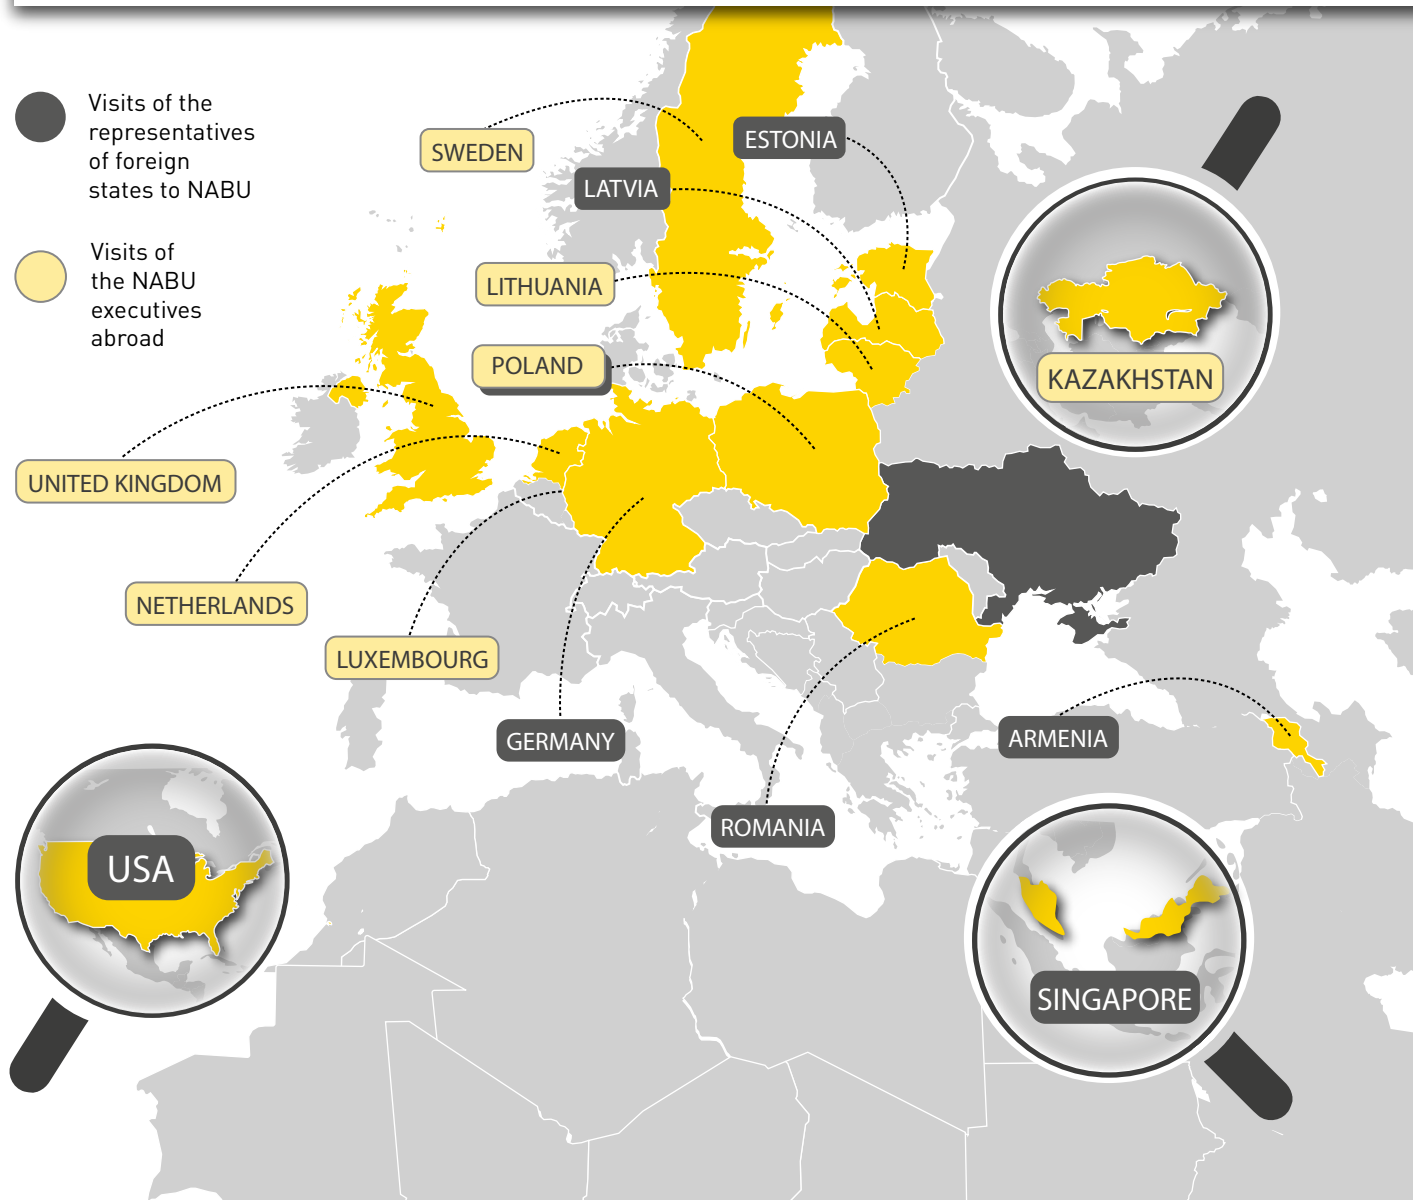 Visits of the
representatives
of foreign
states to NABU
Visits of
the NABU
executives
abroad
SWEDEN
ESTONIA
LATVIA
LITHUANIA
POLAND
KAZAKHSTAN
UNITED KINGDOM
NETHERLANDS
LUXEMBOURG
GERMANY
ARMENIA
ROMANIA
USA
SINGAPORE